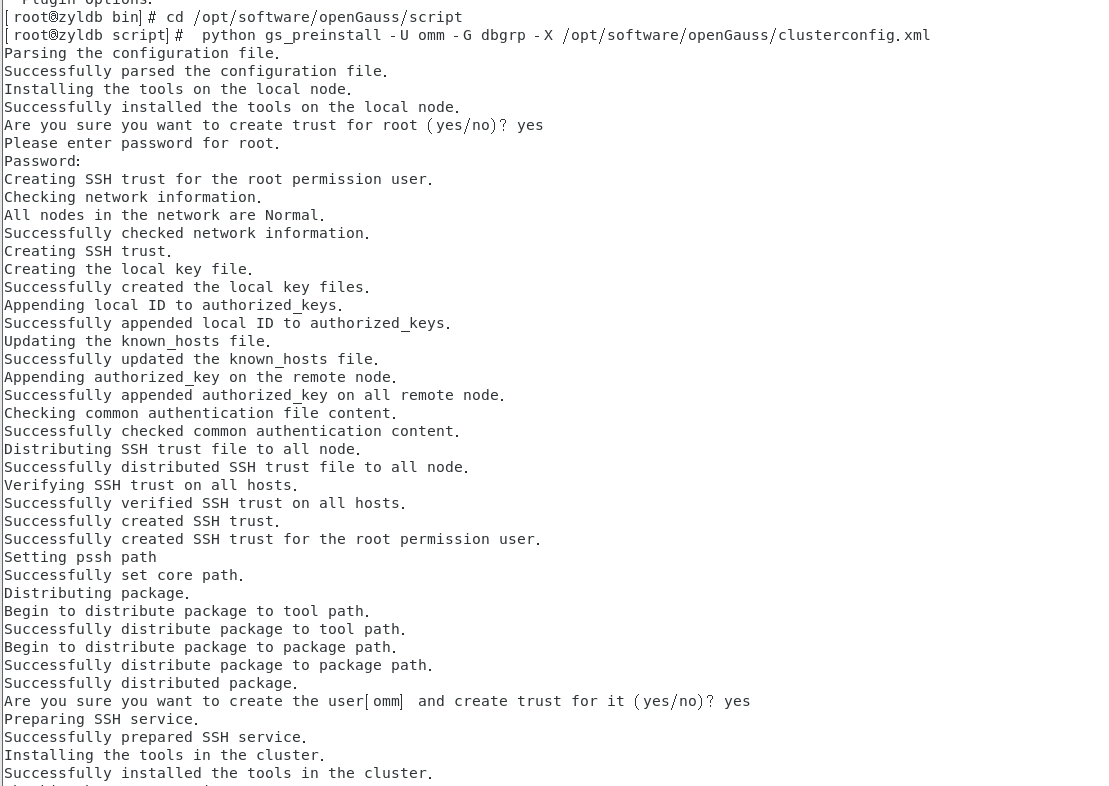 [root@zyldb bin]# cd /opt/software/openGauss/script
[root@zyldb script]#  python gs_preinstall -U omm -G dbgrp -X /opt/software/openGauss/clusterconfig.xml
Parsing the configuration file.
Successfully parsed the configuration file.
Installing the tools on the local node.
Successfully installed the tools on the local node.
Are you sure you want to create trust for root (yes/no)? yes
Please enter password for root.
Password:
Creating SSH trust for the root permission user.
Checking network information.
All nodes in the network are Normal.
Successfully checked network information.
Creating SSH trust.
Creating the local key file.
Successfully created the local key files.
Appending local ID to authorized_keys.
Successfully appended local ID to authorized_keys.
Updating the known_hosts file.
Successfully updated the known_hosts file.
Appending authorized_key on the remote node.
Successfully appended authorized_key on all remote node.
Checking common authentication file content.
Successfully checked common authentication content.
Distributing SSH trust file to all node.
Successfully distributed SSH trust file to all node.
Verifying SSH trust on all hosts.
Successfully verified SSH trust on all hosts.
Successfully created SSH trust.
Successfully created SSH trust for the root permission user.
Setting pssh path
Successfully set core path.
Distributing package.
Begin to distribute package to tool path.
Successfully distribute package to tool path.
Begin to distribute package to package path.
Successfully distribute package to package path.
Successfully distributed package.
Are you sure you want to create the user[omm] and create trust for it (yes/no)? yes
Preparing SSH service.
Successfully prepared SSH service.
Installing the tools in the cluster.
Successfully installed the tools in the cluster.